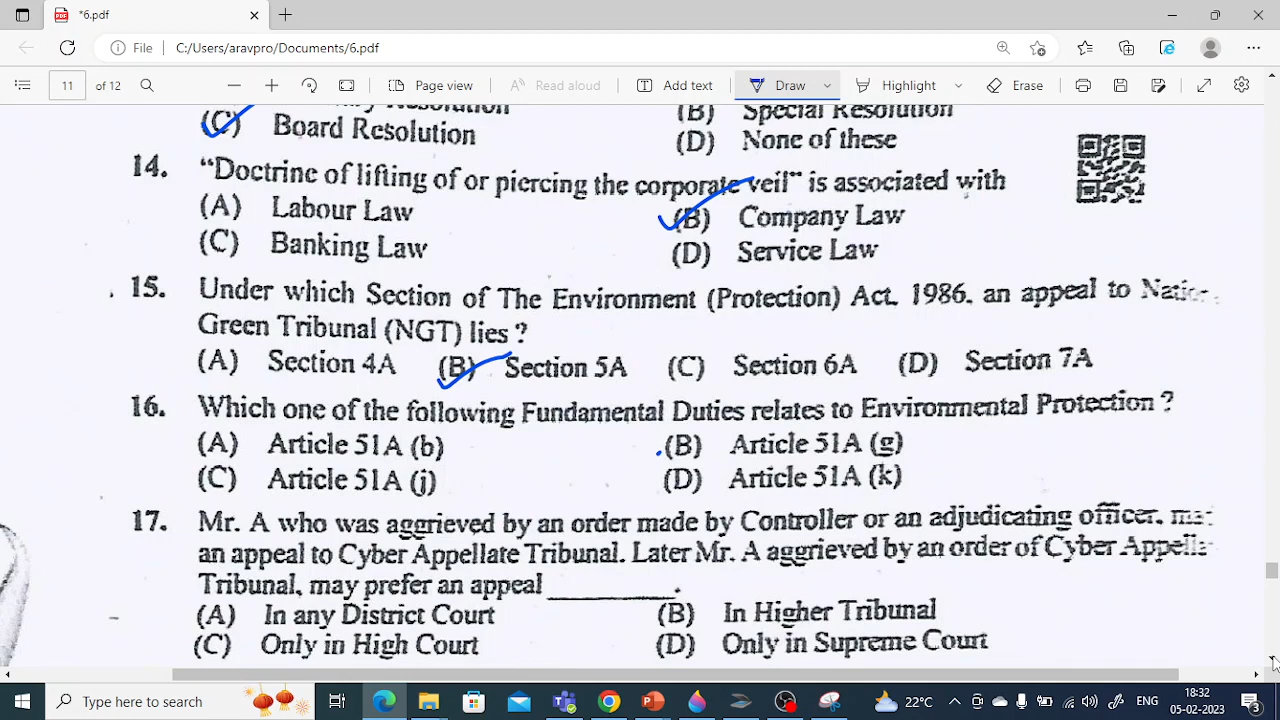 *6.pdf
File C:/Users/aravpro/Documents/6.pdf
11 of 12 Page view Read aloud Add text Draw Highlight Erase
Resolution (B) Special Resolution
(C) Board Resolution (D) None of these
14. "Doctrine of lifting of or piercing the corporate veil" is associated with
(A) Labour Law (B) Company Law
(C) Banking Law (D) Service Law
15. Under which Section of The Environment (Protection) Act, 1986, an appeal to
Green Tribunal (NGT) lies ?
(A) Section 4A (B) Section 5A (C) Section 6A (D) Section 7A
16. Which one of the following Fundamental Duties relates to Environmental Protection ?
(A) Article 51A (b) (B) Article 51A (g)
(C) Article 51A (j) (D) Article 51A (k)
17. Mr. A who was aggrieved by an order made by Controller or an adjudicating officer,
an appeal to Cyber Appellate Tribunal. Later Mr. A aggrieved by an order of Cyber
Tribunal, may prefer an appeal __________.
(A) In any District Court (B) In Higher Tribunal
(C) Only in High Court (D) Only in Supreme Court
Type here to search 22°C ENG 18:32
05-02-2023